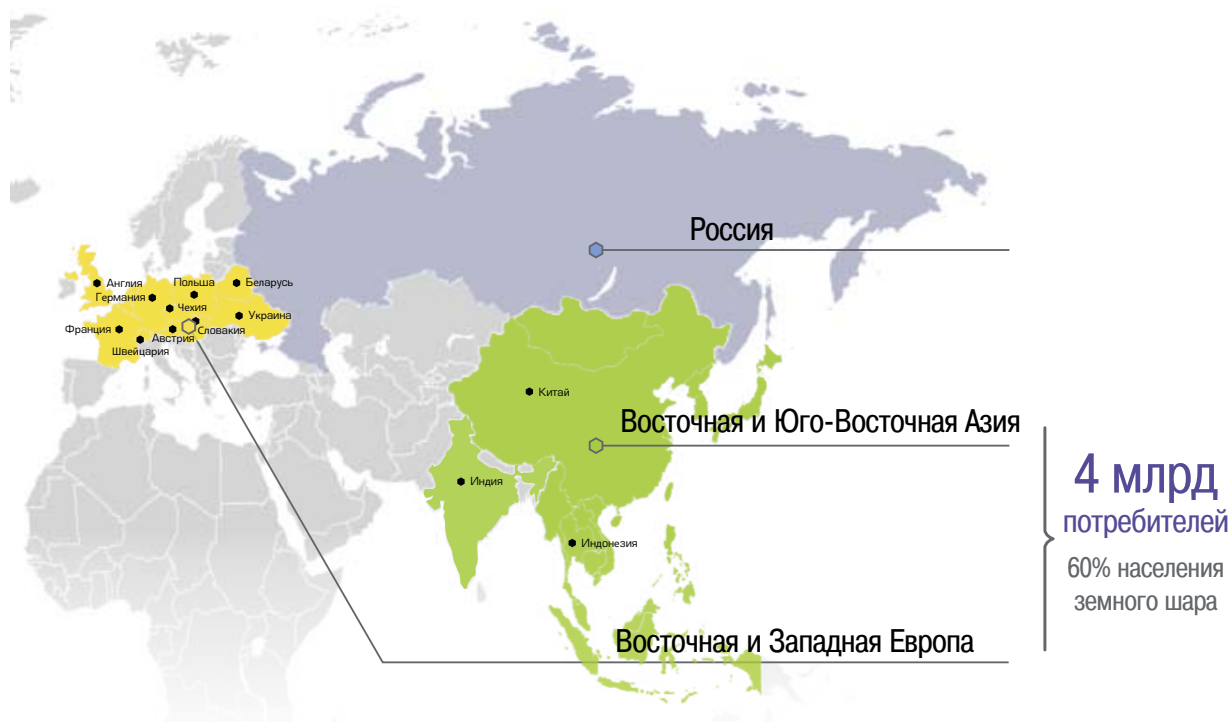 Россия
Англия
Польша
Беларусь
Германия
Чехия
Украина
Франция
Австрия
Словакия
Швейцария
Китай
Восточная и Юго-Восточная Азия
Индия
Индонезия
Восточная и Западная Европа
4 млрд
потребителей
60% населения
земного шара